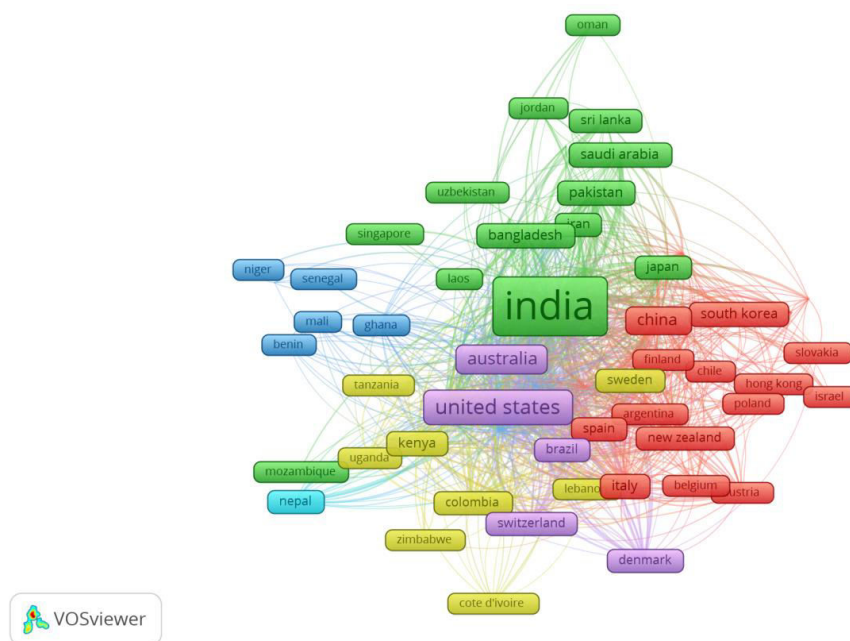 oman
jordan
sri lanka
saudi arabia
uzbekistan
pakistan
iran
singapore
bangladesh
niger
senegal
laos
japan
india
mali
ghana
china
south korea
benin
australia
finland
chile
slovakia
tanzania
sweden
hong kong
united states
argentina
poland
israel
kenya
spain
new zealand
uganda
brazil
mozambique
nepal
colombia
lebano
italy
belgium
ustria
switzerland
zimbabwe
denmark
cote d'ivoire
VOSviewer